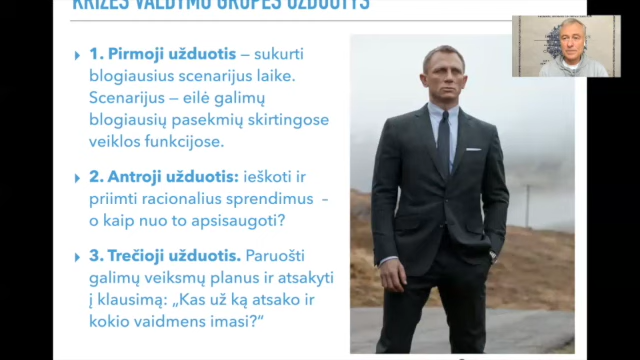 KRIZĖS VALDYMO GRUPĖS UŽDUOTYS
1. Pirmoji užduotis – sukurti
blogiausius scenarijus laike.
Scenarijus – eilė galimų
blogiausių pasekmių skirtingose
veiklos funkcijose.
2. Antroji užduotis: ieškoti ir
priimti racionalius sprendimus –
o kaip nuo to apsisaugoti?
3. Trečioji užduotis. Paruošti
galimų veiksmų planus ir atsakyti
į klausimą: „Kas už ką atsako ir
kokio vaidmens imasi?“